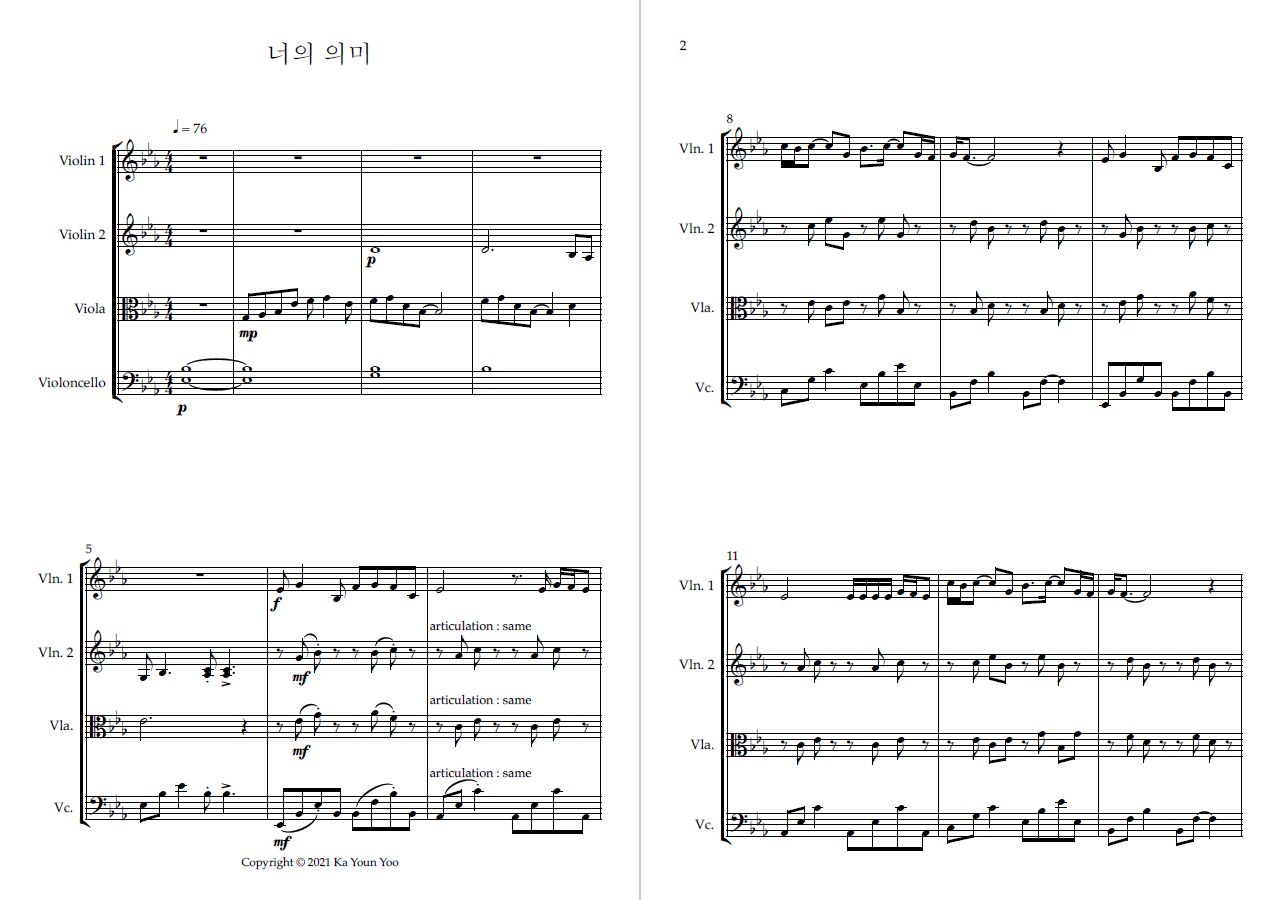 너의 의미
♩ = 76
Violin 1
Violin 2
p
Viola
mp
Violoncello
p
5
Vln. 1
f
articulation : same
Vln. 2
mf
articulation : same
Vla.
mf
articulation : same
Vc.
mf
Copyright © 2021 Ka Youn Yoo
2
8
Vln. 1
Vln. 2
Vla.
Vc.
11
Vln. 1
Vln. 2
Vla.
Vc.